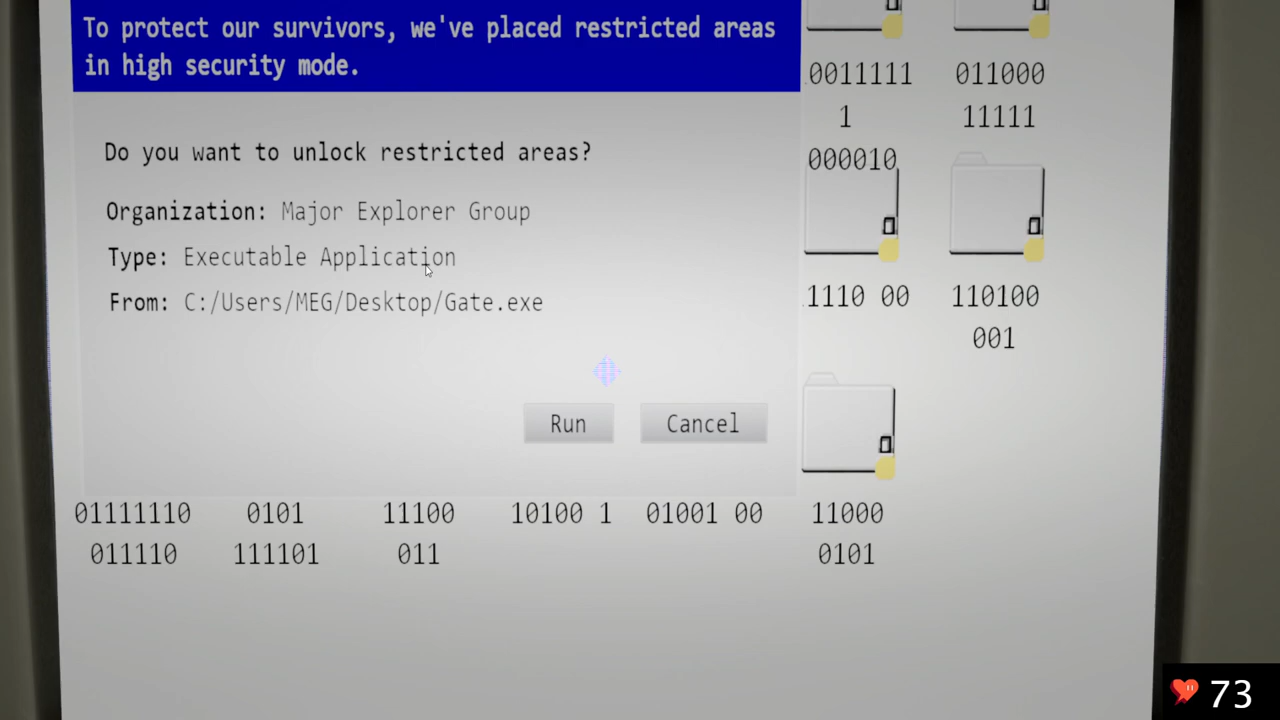 To protect our survivors, we've placed restricted areas
in high security mode.
Do you want to unlock restricted areas?
Organization: Major Explorer Group
Type: Executable Application
From: C:/Users/MEG/Desktop/Gate.exe
Run Cancel
0011111
1
011000
11111
000010
1110 00
110100
001
01111110
011110
0101
111101
11100
011
10100 1
01001 00
11000
0101
73